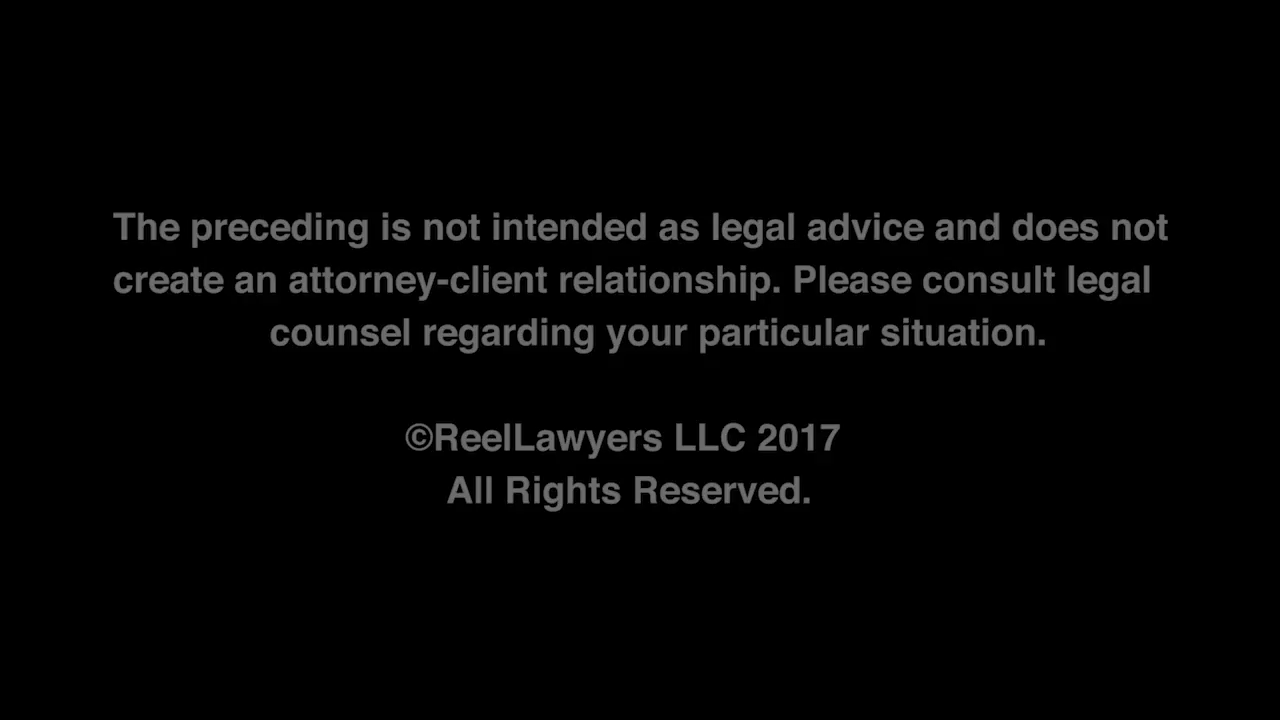 The preceding is not intended as legal advice and does not
create an attorney-client relationship. Please consult legal
counsel regarding your particular situation.
©ReelLawyers LLC 2017
All Rights Reserved.